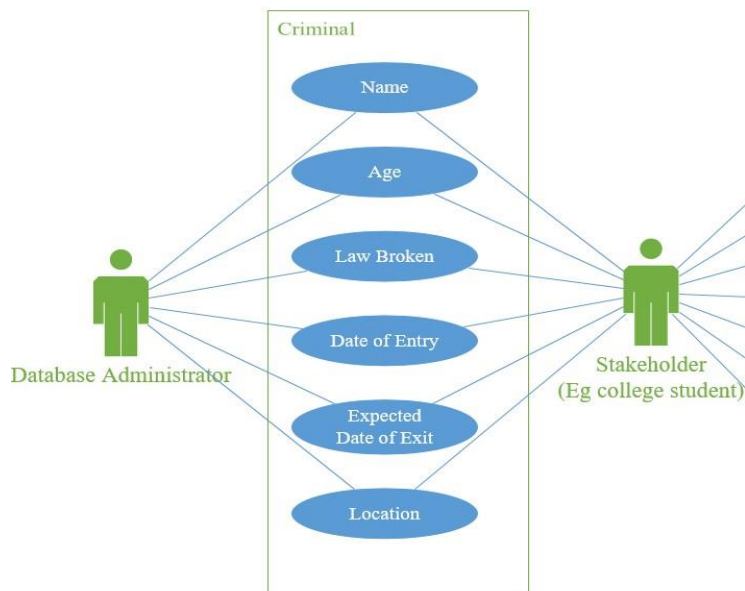 Criminal
Name
Age
Law Broken
Date of Entry
Expected
Date of Exit
Location
Database Administrator
Stakeholder
(Eg college student)